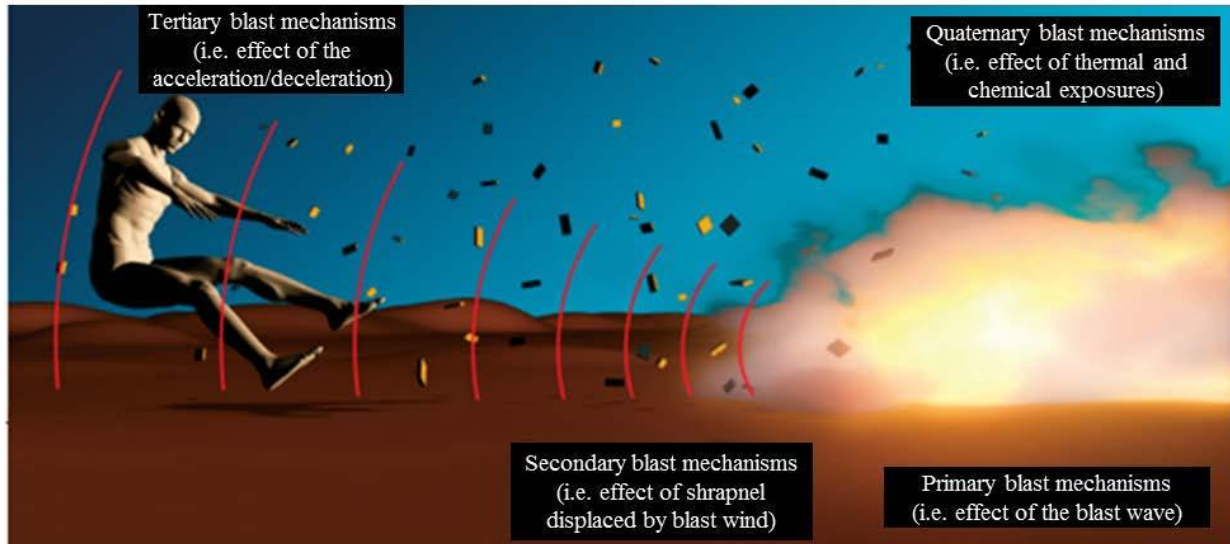 Tertiary blast mechanisms
(i.e. effect of the
acceleration/deceleration)
Quaternary blast mechanisms
(i.e. effect of thermal and
chemical exposures)
Secondary blast mechanisms
(i.e. effect of shrapnel
displaced by blast wind)
Primary blast mechanisms
(i.e. effect of the blast wave)